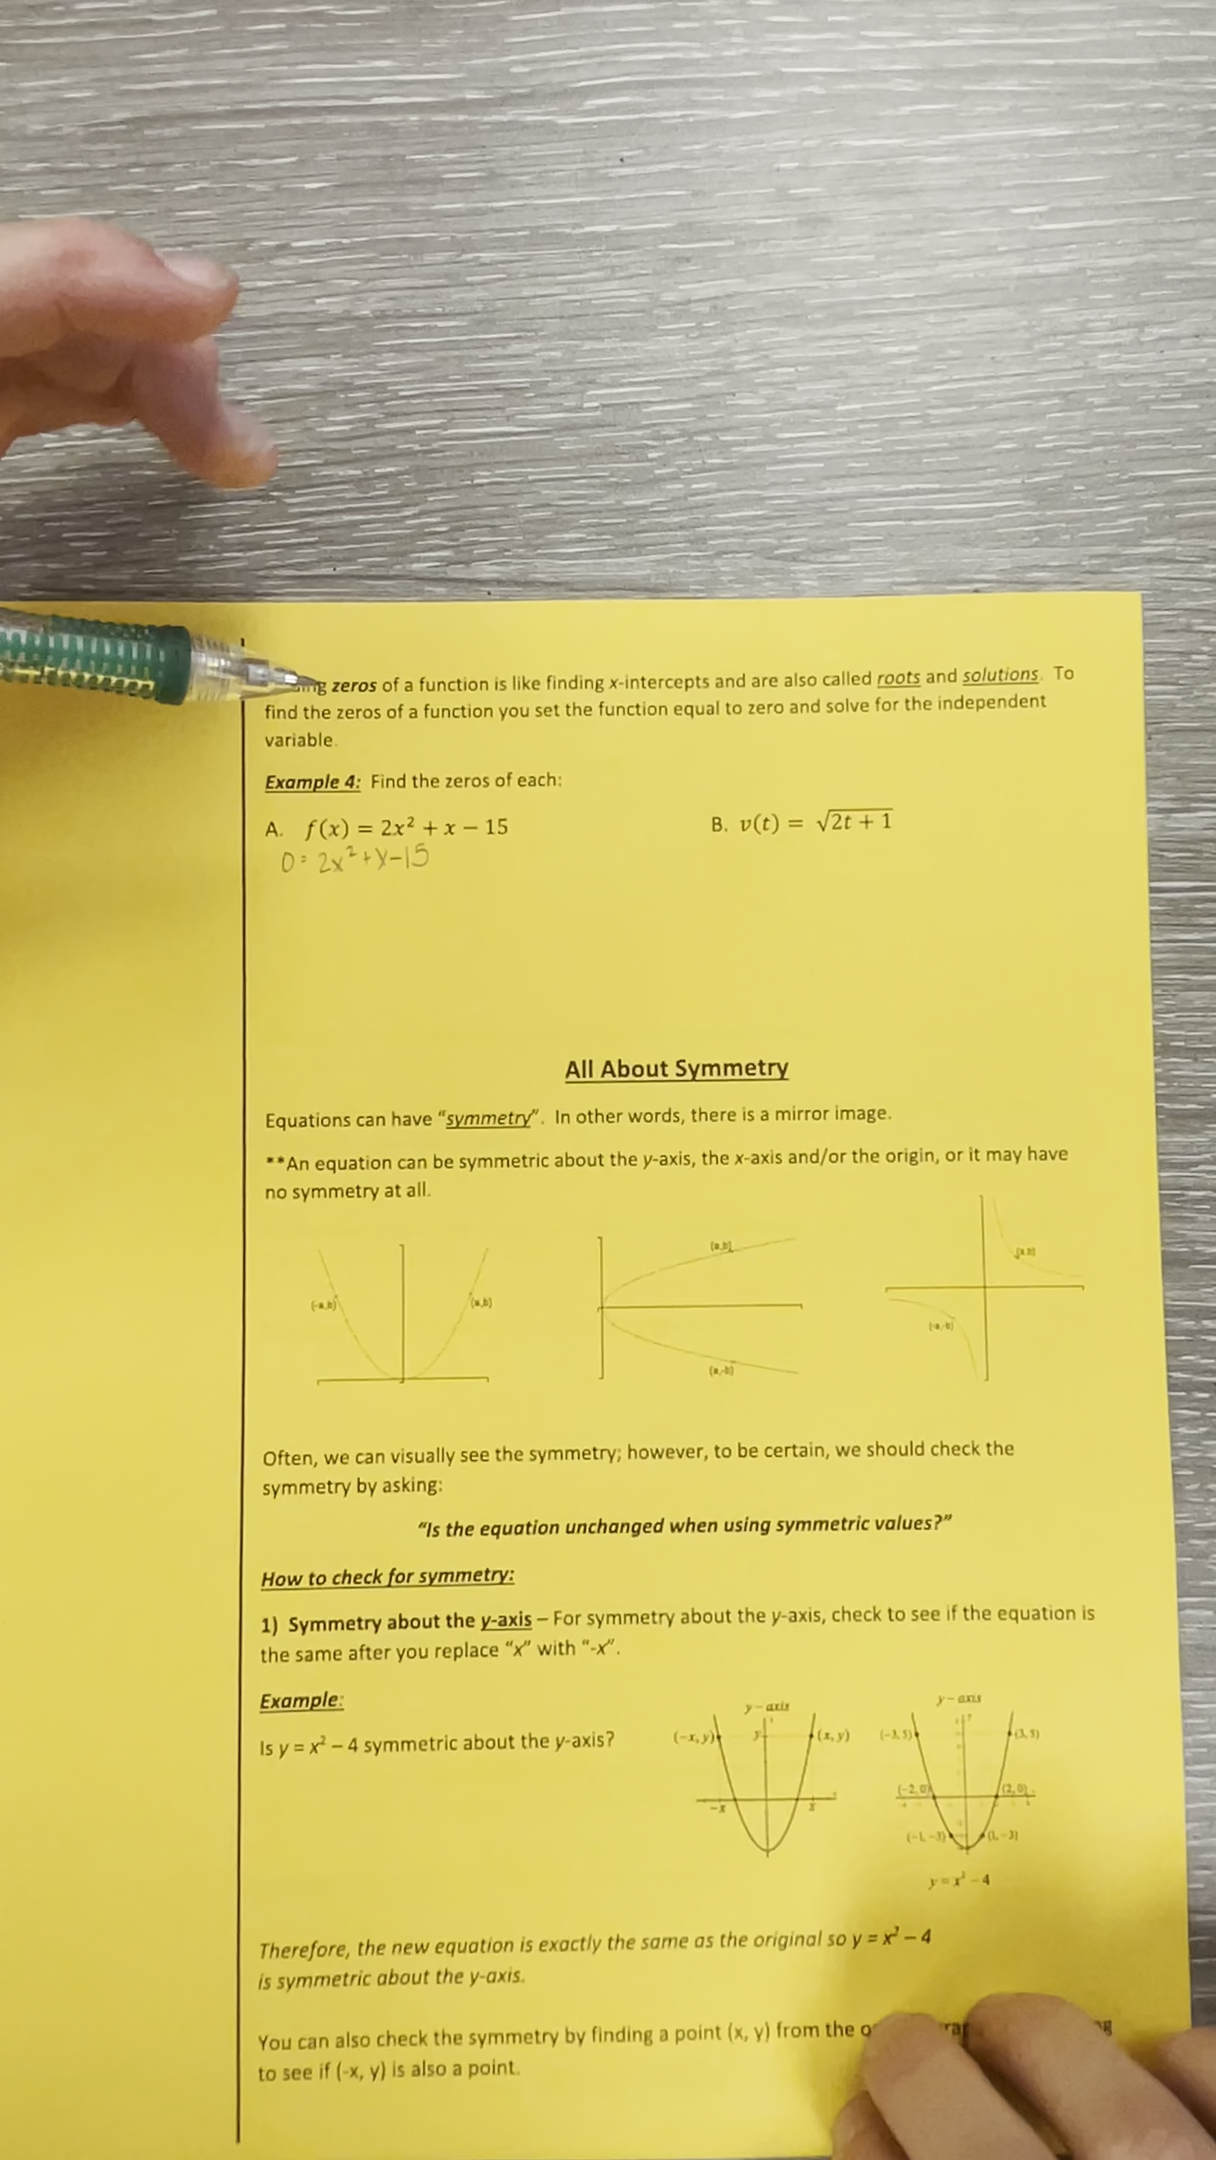 zeros of a function is like finding x-intercepts and are also called roots and solutions. To
find the zeros of a function you set the function equal to zero and solve for the independent
variable.
Example 4: Find the zeros of each:
A. f(x) = 2x² + x − 15
B. v(t) = √2t + 1
0 = 2x²+x−15
All About Symmetry
Equations can have "symmetry". In other words, there is a mirror image.
**An equation can be symmetric about the y-axis, the x-axis and/or the origin, or it may have
no symmetry at all.
(-a,b) (a,b)
(a,b)
(a,-b)
(a,b)
(-a,-b)
Often, we can visually see the symmetry; however, to be certain, we should check the
symmetry by asking:
"Is the equation unchanged when using symmetric values?"
How to check for symmetry:
1) Symmetry about the y-axis – For symmetry about the y-axis, check to see if the equation is
the same after you replace "x" with "-x".
Example:
Is y = x² – 4 symmetric about the y-axis?
y – axis
(−x, y) y (x, y)
−x x
y – axis
(−3, 5) (3, 5)
(−2, 0) (2, 0)
(−1, −3) (1, −3)
y = x² − 4
Therefore, the new equation is exactly the same as the original so y = x² – 4
is symmetric about the y-axis.
You can also check the symmetry by finding a point (x, y) from the
to see if (-x, y) is also a point.